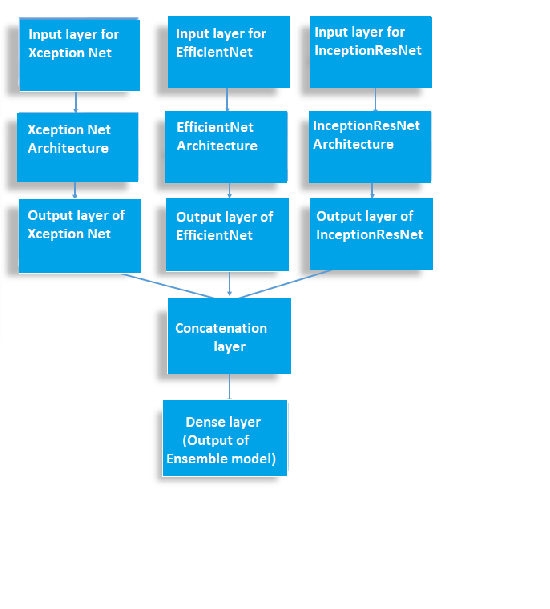 Input layer for
Xception Net
Input layer for
EfficientNet
Input layer for
InceptionResNet
Xception Net
Architecture
EfficientNet
Architecture
InceptionResNet
Architecture
Output layer of
Xception Net
Output layer of
EfficientNet
Output layer of
InceptionResNet
Concatenation
layer
Dense layer
(Output of
Ensemble model)